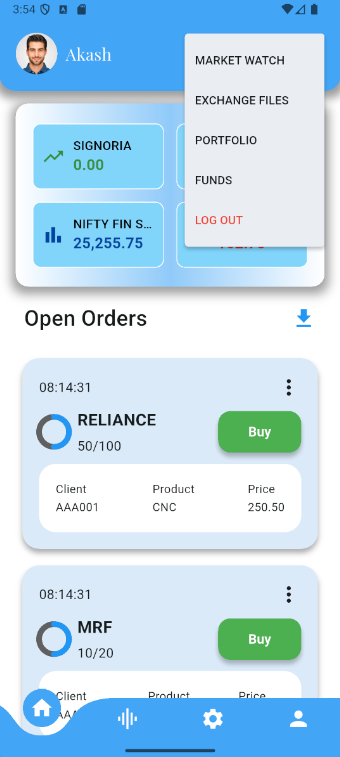 3:54
Akash
MARKET WATCH
EXCHANGE FILES
PORTFOLIO
FUNDS
LOG OUT
SIGNORIA
0.00
NIFTY FIN S...
25,255.75
Open Orders
08:14:31
RELIANCE
50/100
Buy
Client Product Price
AAA001 CNC 250.50
08:14:31
MRF
10/20
Buy
Client Product Price